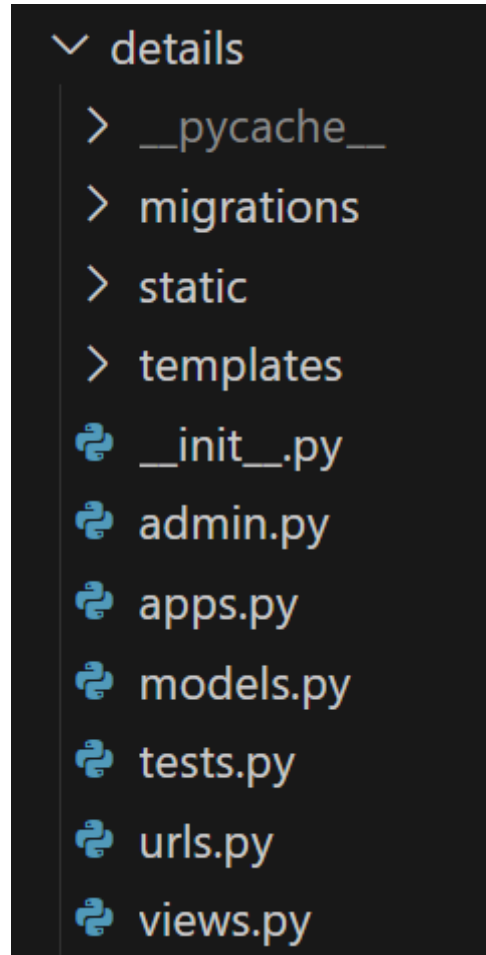 details
__pycache__
migrations
static
templates
__init__.py
admin.py
apps.py
models.py
tests.py
urls.py
views.py